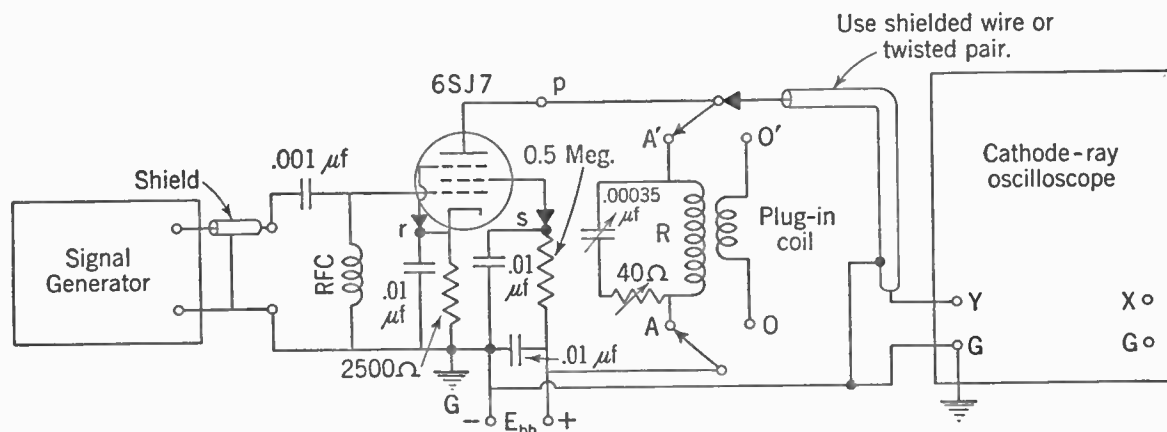 Use shielded wire or
twisted pair.
6SJ7
p
A'
O'
0.5 Meg.
.001 μf
Shield
Cathode-ray
oscilloscope
.00035
μf
Signal
Generator
RFC
r
s
R
Plug-in
coil
.01
μf
.01
μf
40Ω
A
O
Y
X
G
G
2500Ω
.01 μf
G
− E_bb +